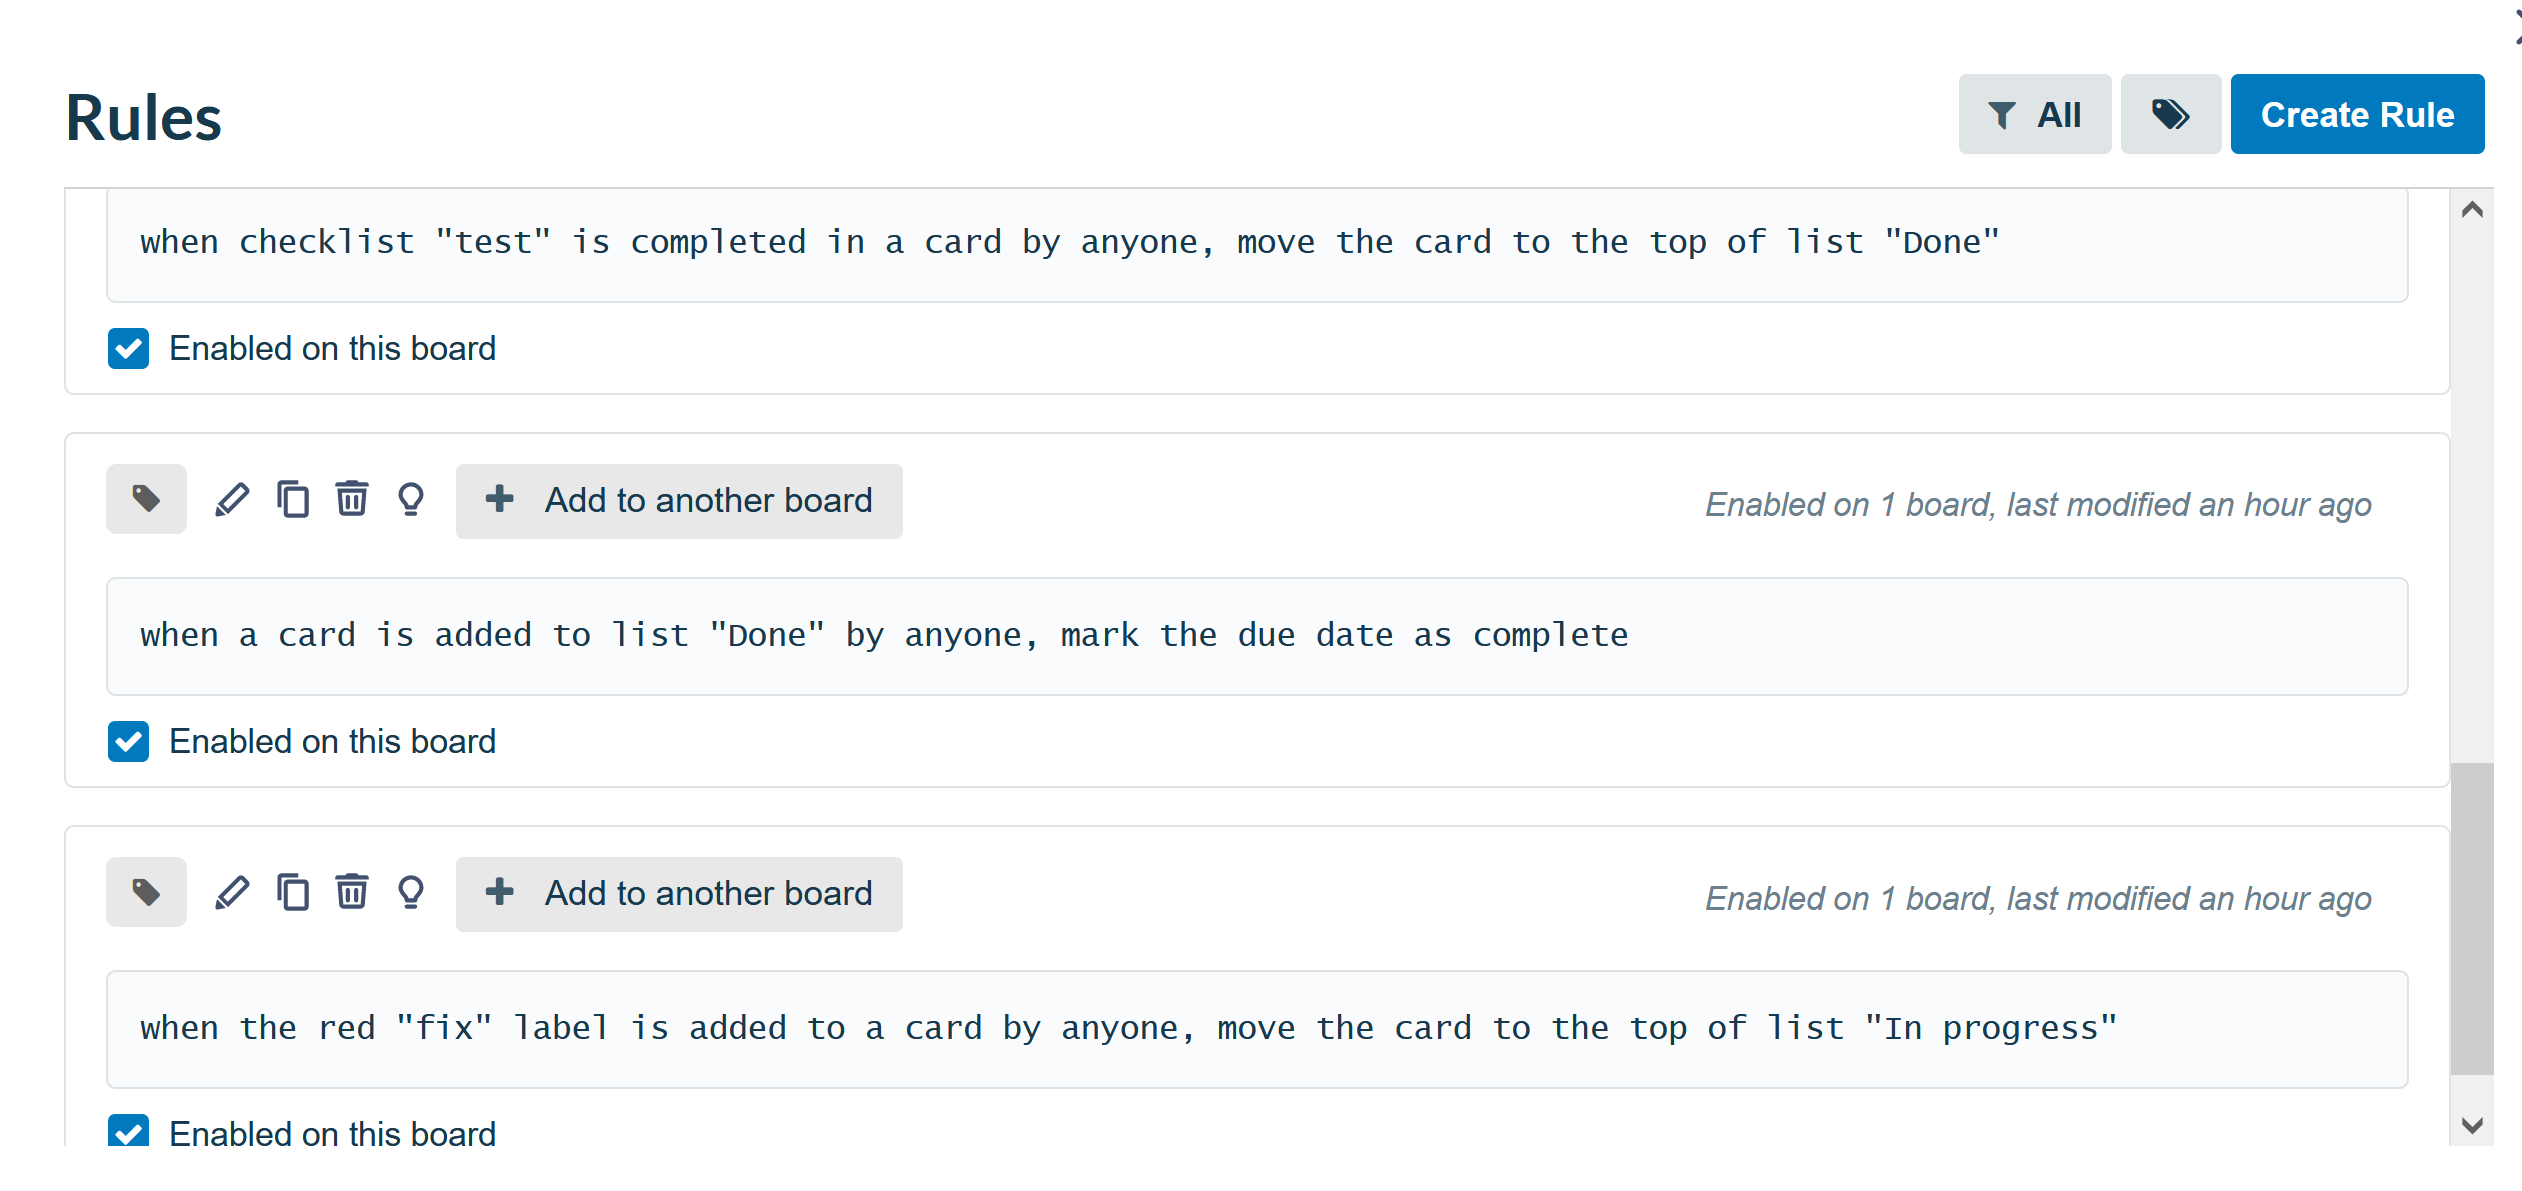 Rules
All
Create Rule
when checklist "test" is completed in a card by anyone, move the card to the top of list "Done"
Enabled on this board
Add to another board
Enabled on 1 board, last modified an hour ago
when a card is added to list "Done" by anyone, mark the due date as complete
Enabled on this board
Add to another board
Enabled on 1 board, last modified an hour ago
when the red "fix" label is added to a card by anyone, move the card to the top of list "In progress"
Enabled on this board